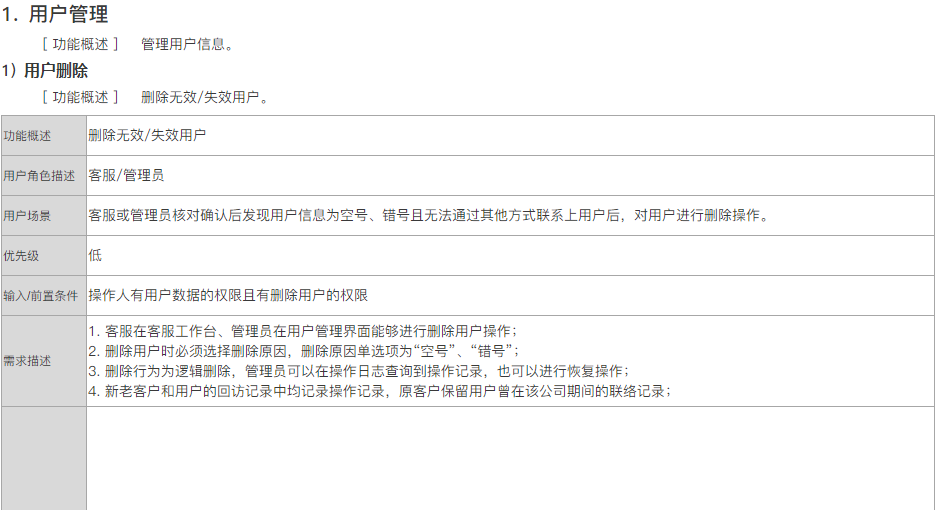 1. 用户管理
[ 功能概述 ] 管理用户信息。
1) 用户删除
[ 功能概述 ] 删除无效/失效用户。
功能概述 删除无效/失效用户
用户角色描述 客服/管理员
用户场景 客服或管理员核对确认后发现用户信息为空号、错号且无法通过其他方式联系上用户后，对用户进行删除操作。
优先级 低
输入/前置条件 操作人有用户数据的权限且有删除用户的权限
需求描述
1. 客服在客服工作台、管理员在用户管理界面能够进行删除用户操作；
2. 删除用户时必须选择删除原因，删除原因单选项为“空号”、“错号”；
3. 删除行为为逻辑删除，管理员可以在操作日志查询到操作记录，也可以进行恢复操作；
4. 新老客户和用户的回访记录中均记录操作记录，原客户保留用户曾在该公司期间的联络记录；